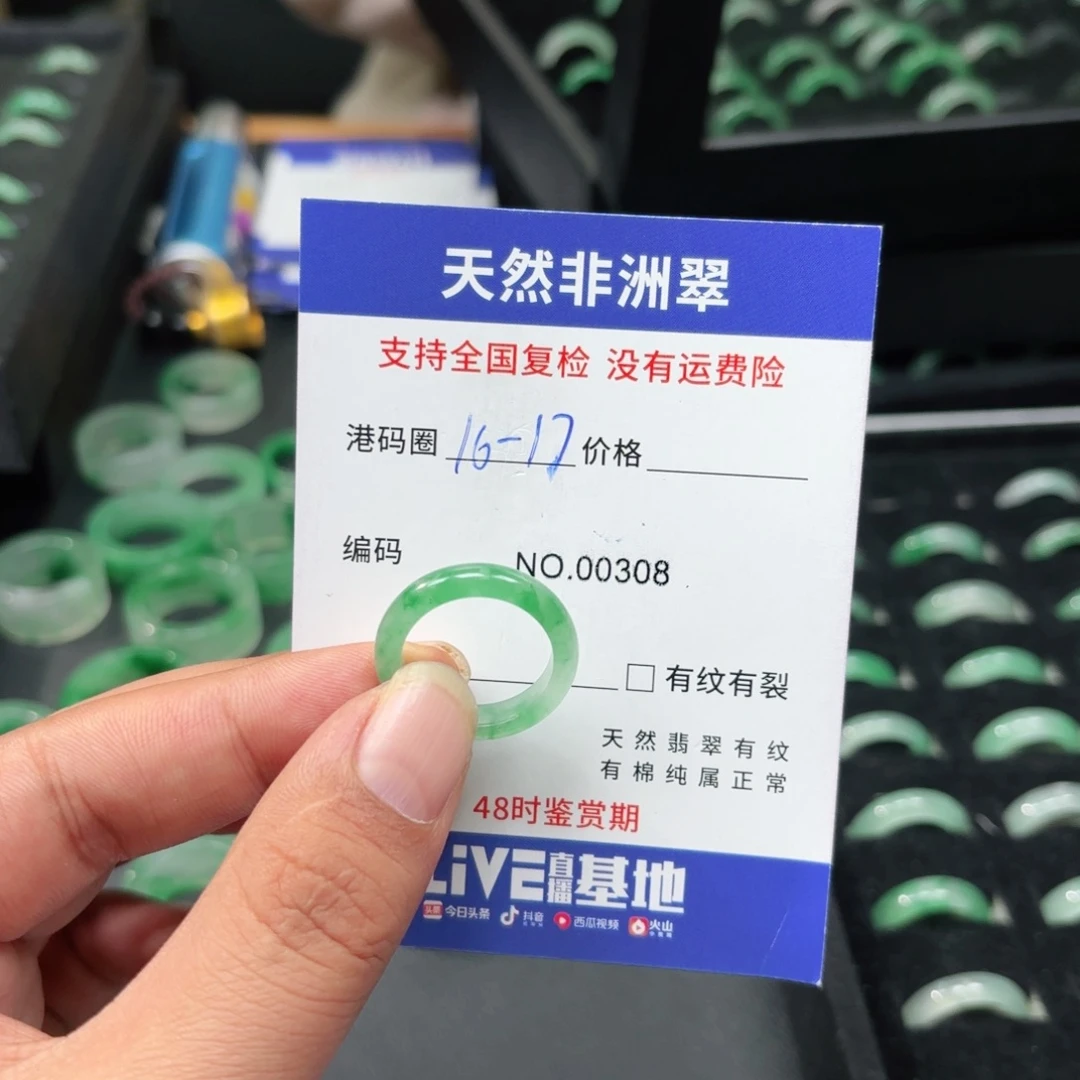 天然非洲翠
支持全国复检 没有运费险
港码圈 16-17 价格
编码 NO.00308
有纹有裂
天然翡翠有纹
有棉纯属正常
48时鉴赏期
LiVE直播基地
头条 今日头条 抖音 西瓜视频 火山